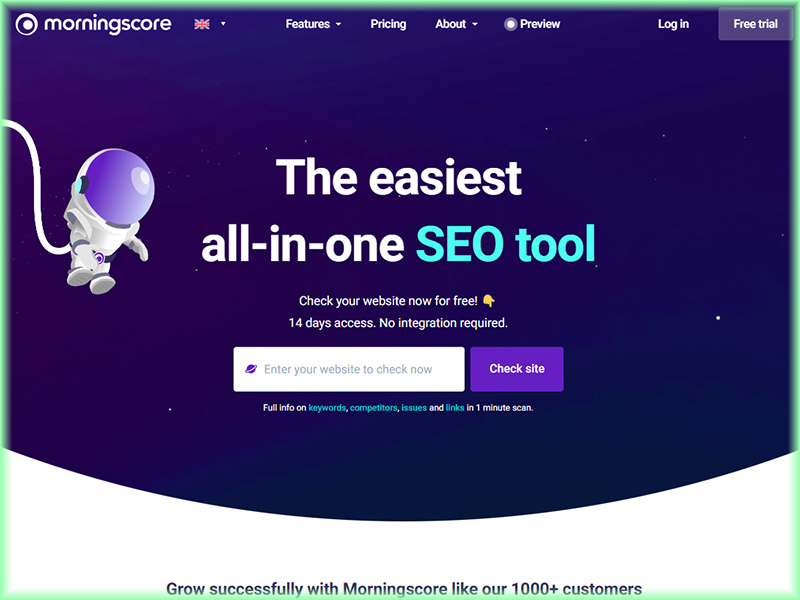 morningscore
Features
Pricing
About
Preview
Log in
Free trial
The easiest
all-in-one SEO tool
Check your website now for free! 👇
14 days access. No integration required.
Enter your website to check now
Check site
Full info on keywords, competitors, issues and links in 1 minute scan.
Grow successfully with Morningscore like our 1000+ customers